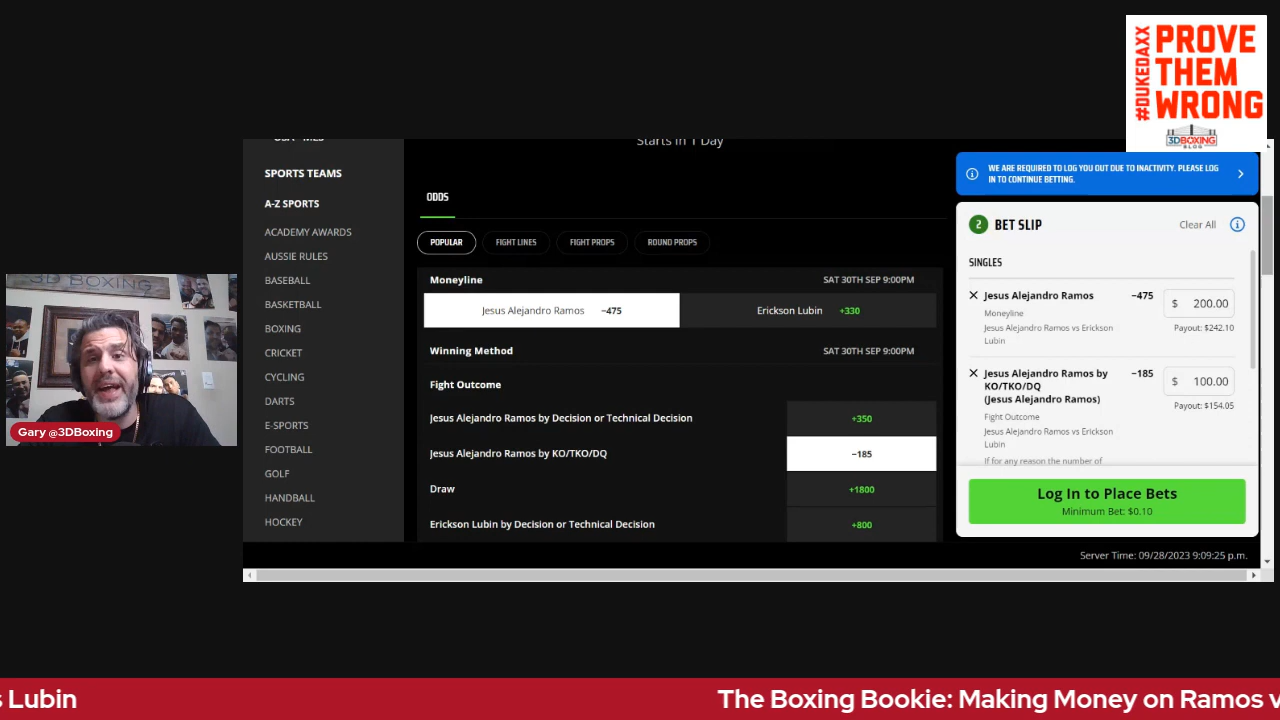 #DUKEDAXX
PROVE
THEM
WRONG
3DBOXING
BLOG
Starts in 1 Day
SPORTS TEAMS
A-Z SPORTS
ACADEMY AWARDS
AUSSIE RULES
BASEBALL
BASKETBALL
BOXING
CRICKET
CYCLING
DARTS
E-SPORTS
FOOTBALL
GOLF
HANDBALL
HOCKEY
ODDS
POPULAR FIGHT LINES FIGHT PROPS ROUND PROPS
Moneyline SAT 30TH SEP 9:00PM
Jesus Alejandro Ramos −475 Erickson Lubin +330
Winning Method SAT 30TH SEP 9:00PM
Fight Outcome
Jesus Alejandro Ramos by Decision or Technical Decision +350
Jesus Alejandro Ramos by KO/TKO/DQ −185
Draw +1800
Erickson Lubin by Decision or Technical Decision +800
WE ARE REQUIRED TO LOG YOU OUT DUE TO INACTIVITY. PLEASE LOG
IN TO CONTINUE BETTING.
2 BET SLIP Clear All
SINGLES
Jesus Alejandro Ramos −475 $ 200.00
Moneyline
Jesus Alejandro Ramos vs Erickson
Lubin
Payout: $242.10
Jesus Alejandro Ramos by
KO/TKO/DQ
(Jesus Alejandro Ramos)
−185 $ 100.00
Payout: $154.05
Fight Outcome
Jesus Alejandro Ramos vs Erickson
Lubin
If for any reason the number of
Log In to Place Bets
Minimum Bet: $0.10
Server Time: 09/28/2023 9:09:25 p.m.
3D BOXING
Gary @3DBoxing
s Lubin The Boxing Bookie: Making Money on Ramos v